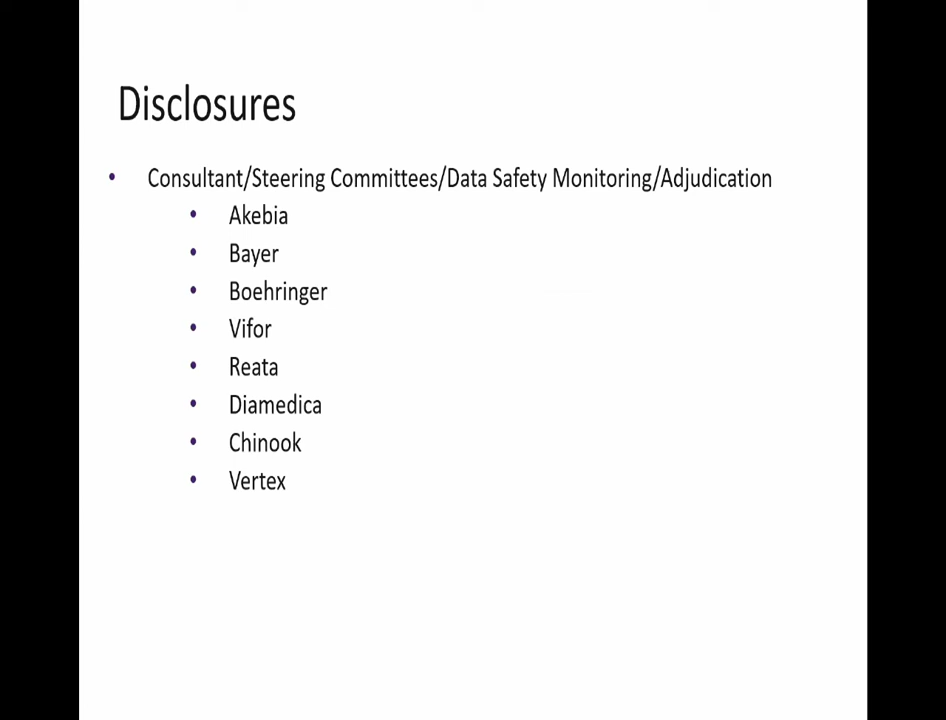 Disclosures
• Consultant/Steering Committees/Data Safety Monitoring/Adjudication
• Akebia
• Bayer
• Boehringer
• Vifor
• Reata
• Diamedica
• Chinook
• Vertex